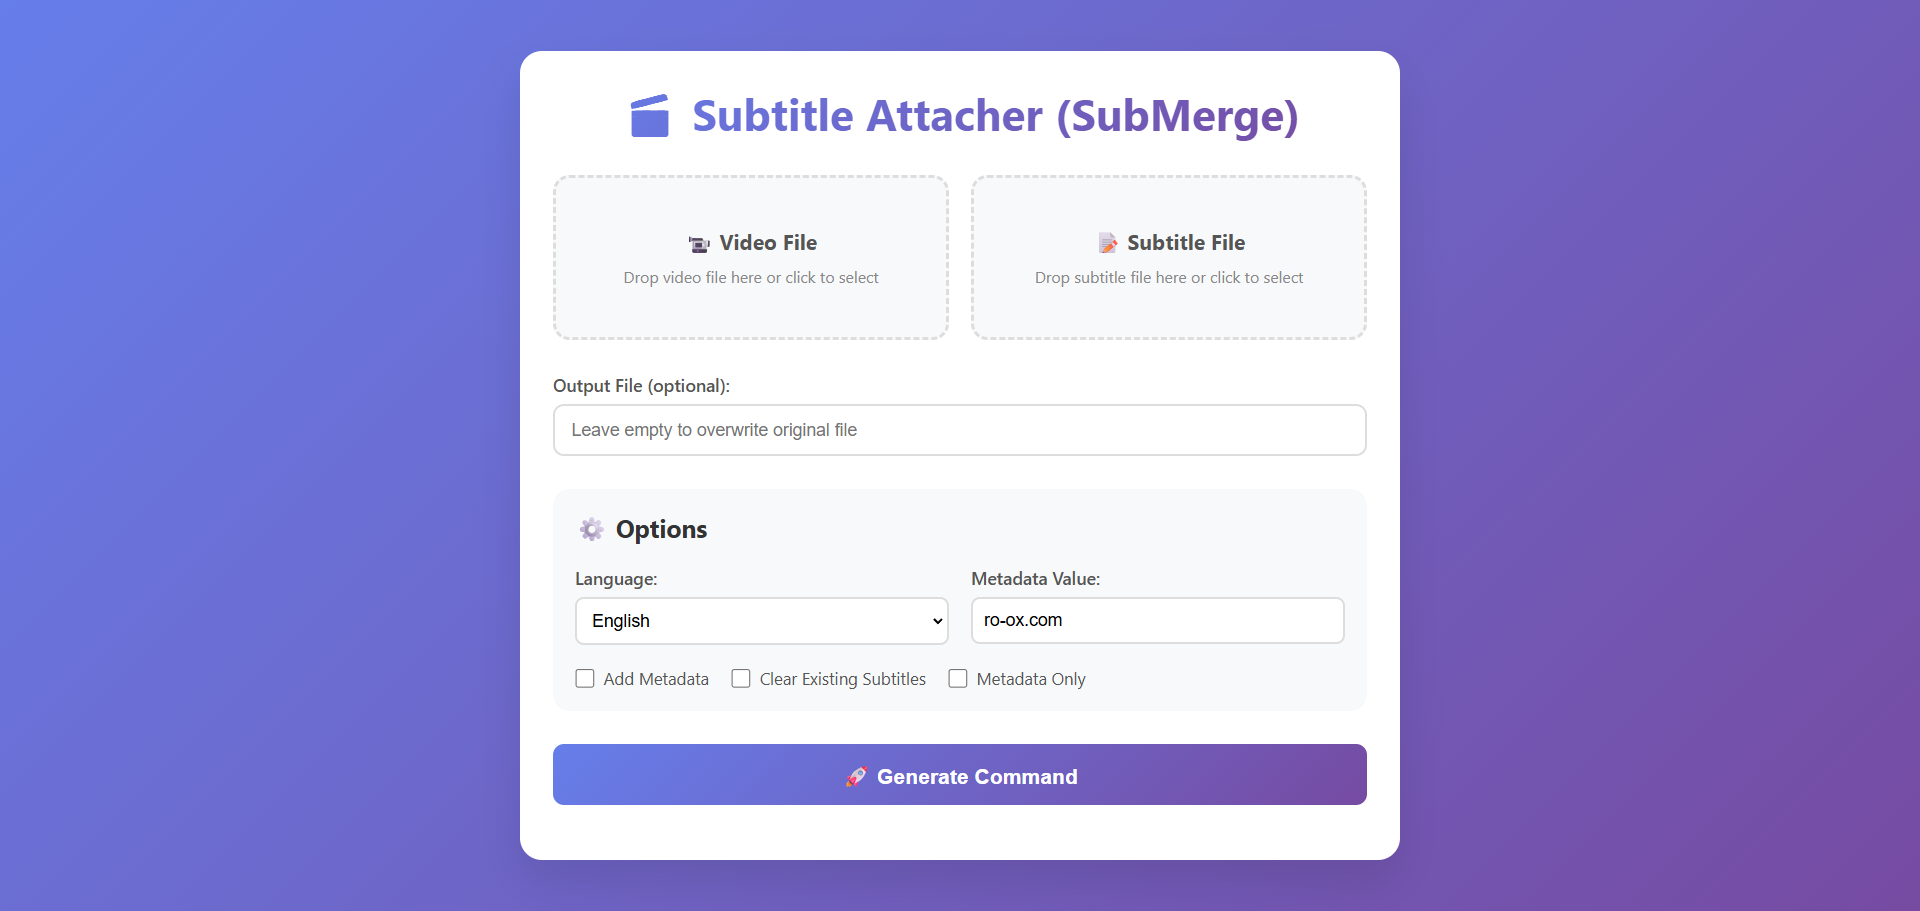 Subtitle Attacher (SubMerge)
Video File
Drop video file here or click to select
Subtitle File
Drop subtitle file here or click to select
Output File (optional):
Leave empty to overwrite original file
Options
Language:
English
Metadata Value:
ro-ox.com
Add Metadata
Clear Existing Subtitles
Metadata Only
Generate Command